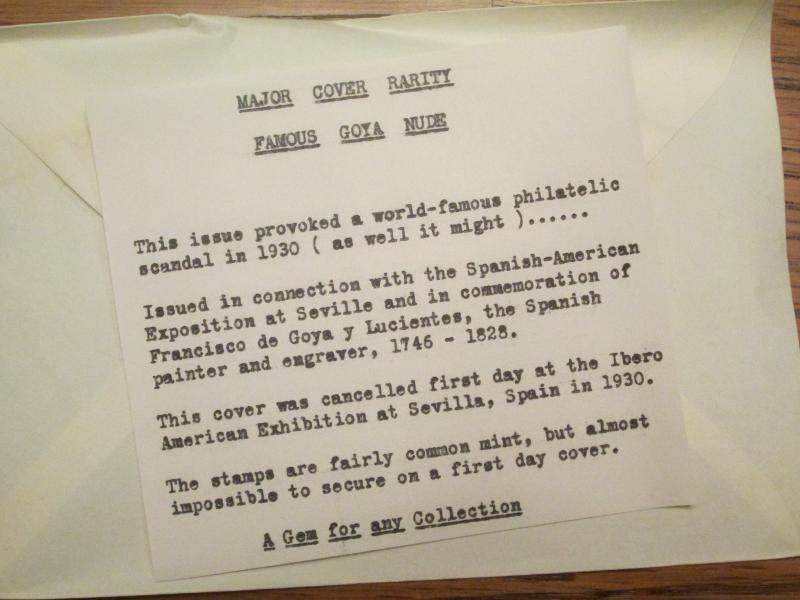 MAJOR COVER RARITY
FAMOUS GOYA NUDE
This issue provoked a world-famous philatelic
scandal in 1930 ( as well it might )......
Issued in connection with the Spanish-American
Exposition at Seville and in commemoration of
Francisco de Goya y Lucientes, the Spanish
painter and engraver, 1746 - 1828.
This cover was cancelled first day at the Ibero
American Exhibition at Sevilla, Spain in 1930.
The stamps are fairly common mint, but almost
impossible to secure on a first day cover.
A Gem for any Collection